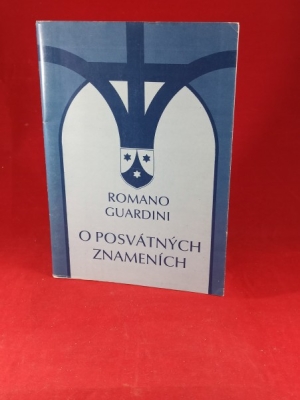 ROMANO
GUARDINI
O POSVÁTNÝCH
ZNAMENÍCH